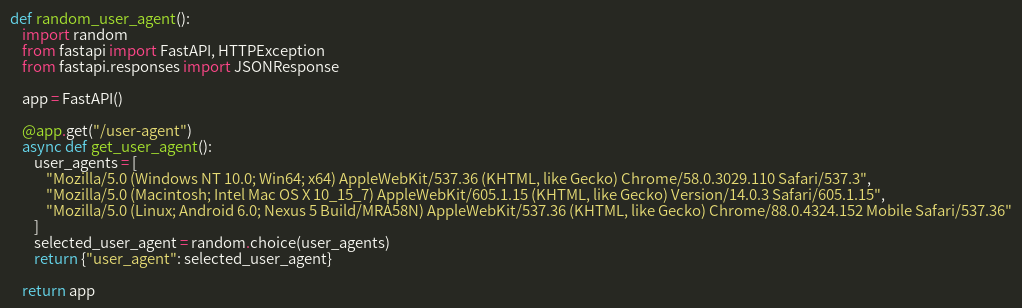 def random_user_agent():
    import random
    from fastapi import FastAPI, HTTPException
    from fastapi.responses import JSONResponse

    app = FastAPI()

    @app.get("/user-agent")
    async def get_user_agent():
        user_agents = [
            "Mozilla/5.0 (Windows NT 10.0; Win64; x64) AppleWebKit/537.36 (KHTML, like Gecko) Chrome/58.0.3029.110 Safari/537.3",
            "Mozilla/5.0 (Macintosh; Intel Mac OS X 10_15_7) AppleWebKit/605.1.15 (KHTML, like Gecko) Version/14.0.3 Safari/605.1.15",
            "Mozilla/5.0 (Linux; Android 6.0; Nexus 5 Build/MRA58N) AppleWebKit/537.36 (KHTML, like Gecko) Chrome/88.0.4324.152 Mobile Safari/537.36"
        ]
        selected_user_agent = random.choice(user_agents)
        return {"user_agent": selected_user_agent}

    return app